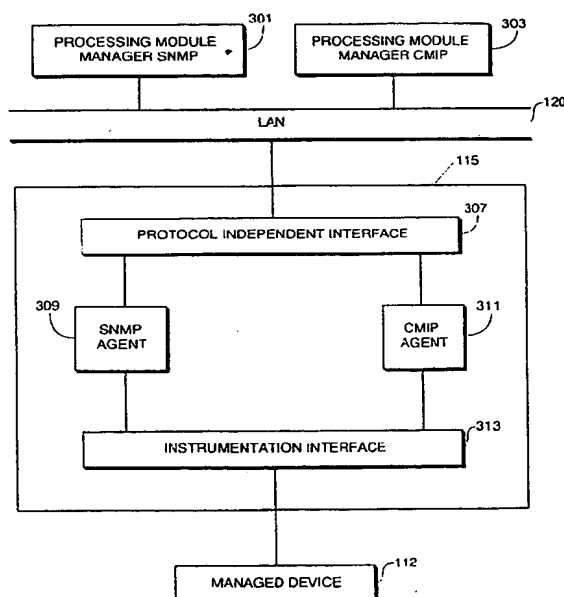 301
PROCESSING MODULE
MANAGER SNMP
303
PROCESSING MODULE
MANAGER CMIP
120
LAN
115
307
PROTOCOL INDEPENDENT INTERFACE
309
SNMP
AGENT
311
CMIP
AGENT
313
INSTRUMENTATION INTERFACE
112
MANAGED DEVICE